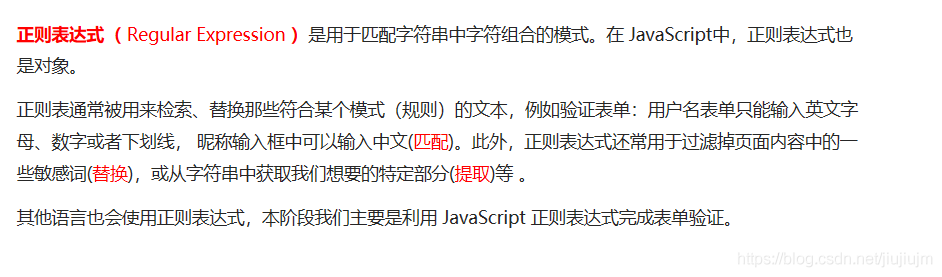 正则表达式（ Regular Expression ）是用于匹配字符串中字符组合的模式。在 JavaScript中，正则表达式也
是对象。
正则表通常被用来检索、替换那些符合某个模式（规则）的文本，例如验证表单：用户名表单只能输入英文字
母、数字或者下划线， 昵称输入框中可以输入中文(匹配)。此外，正则表达式还常用于过滤掉页面内容中的一
些敏感词(替换)，或从字符串中获取我们想要的特定部分(提取)等 。
其他语言也会使用正则表达式，本阶段我们主要是利用 JavaScript 正则表达式完成表单验证。
https://blog.csdn.net/jiujiujm